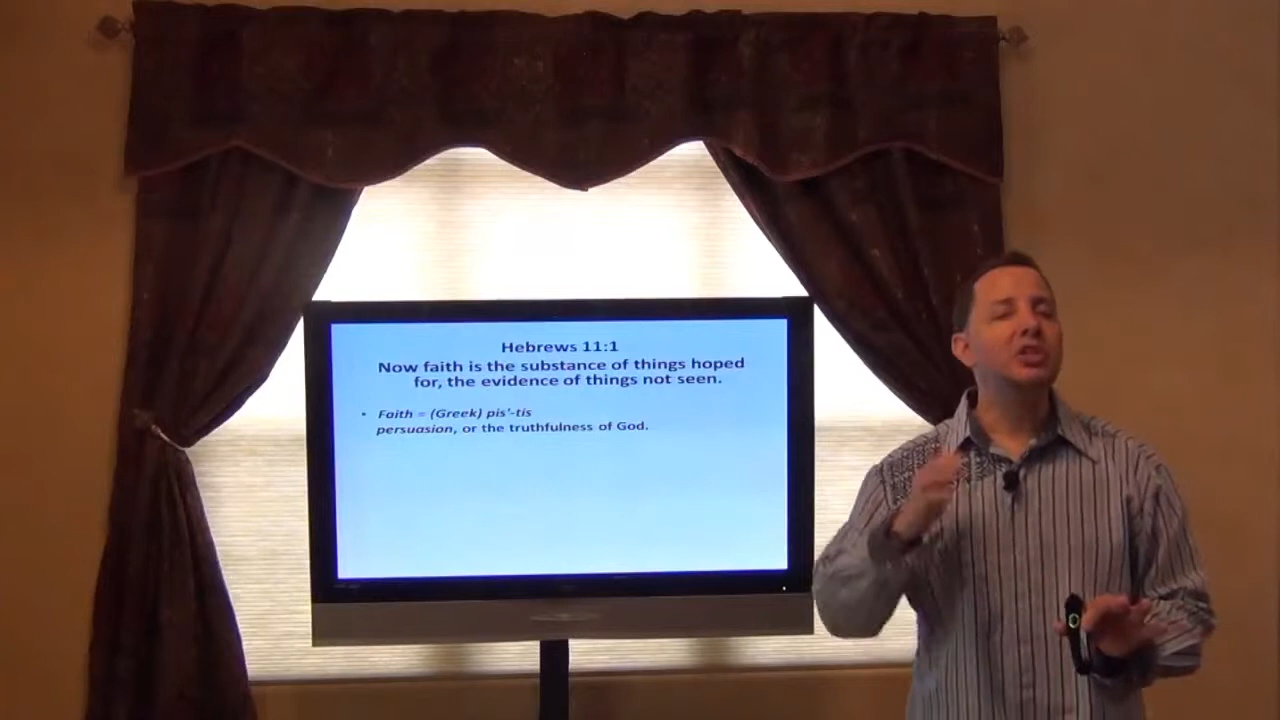 Hebrews 11:1
Now faith is the substance of things hoped
for, the evidence of things not seen.
• Faith = (Greek) pis'-tis
persuasion, or the truthfulness of God.